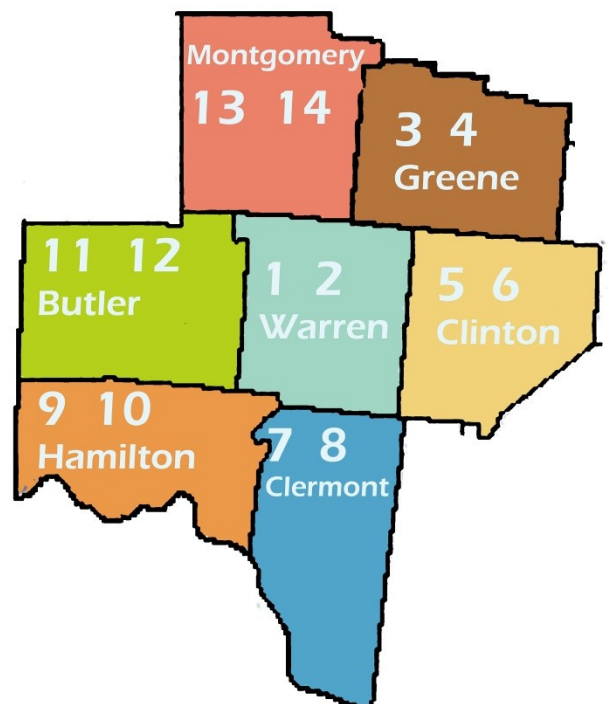 Montgomery
13 14
3 4
Greene
11 12
Butler
1 2
Warren
5 6
Clinton
9 10
Hamilton
7 8
Clermont